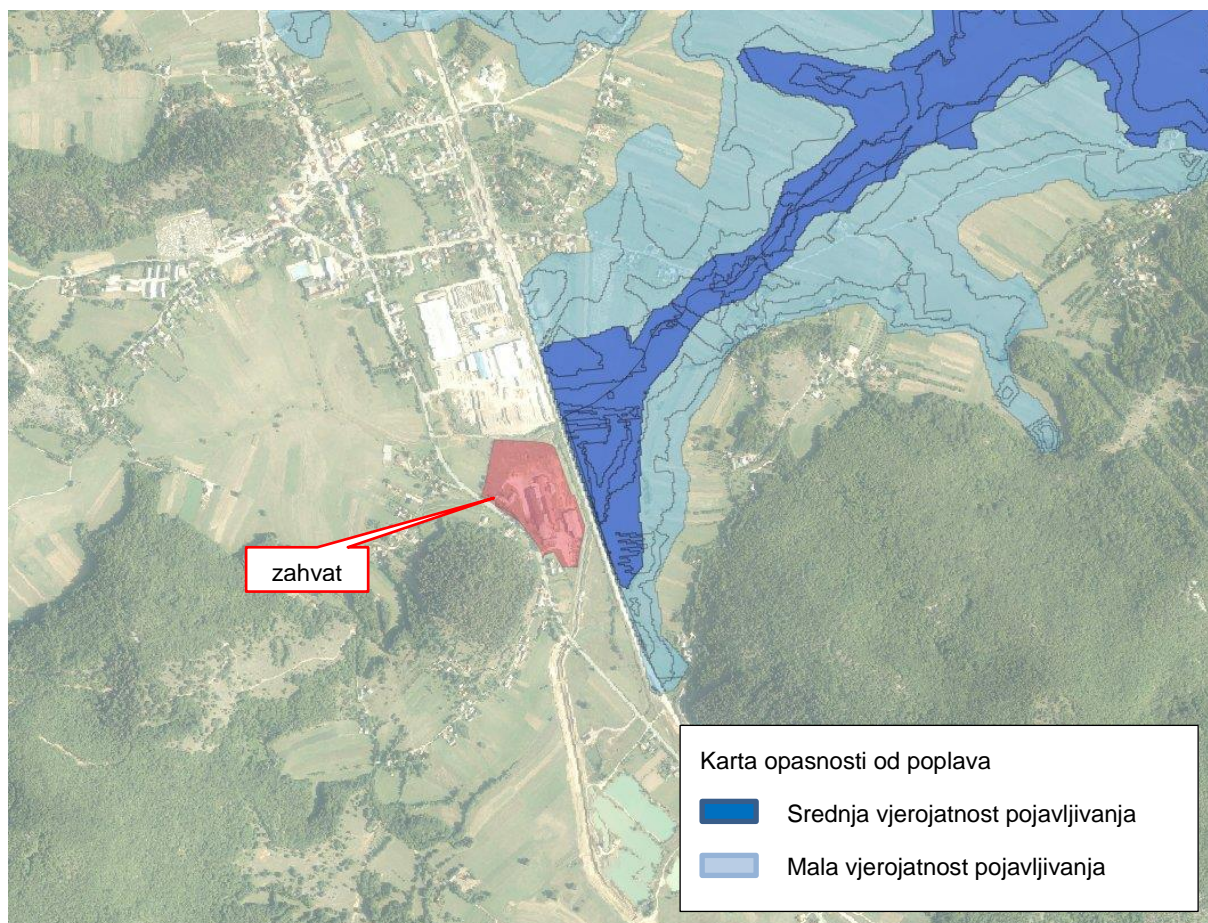 zahvat
Karta opasnosti od poplava
Srednja vjerojatnost pojavljivanja
Mala vjerojatnost pojavljivanja